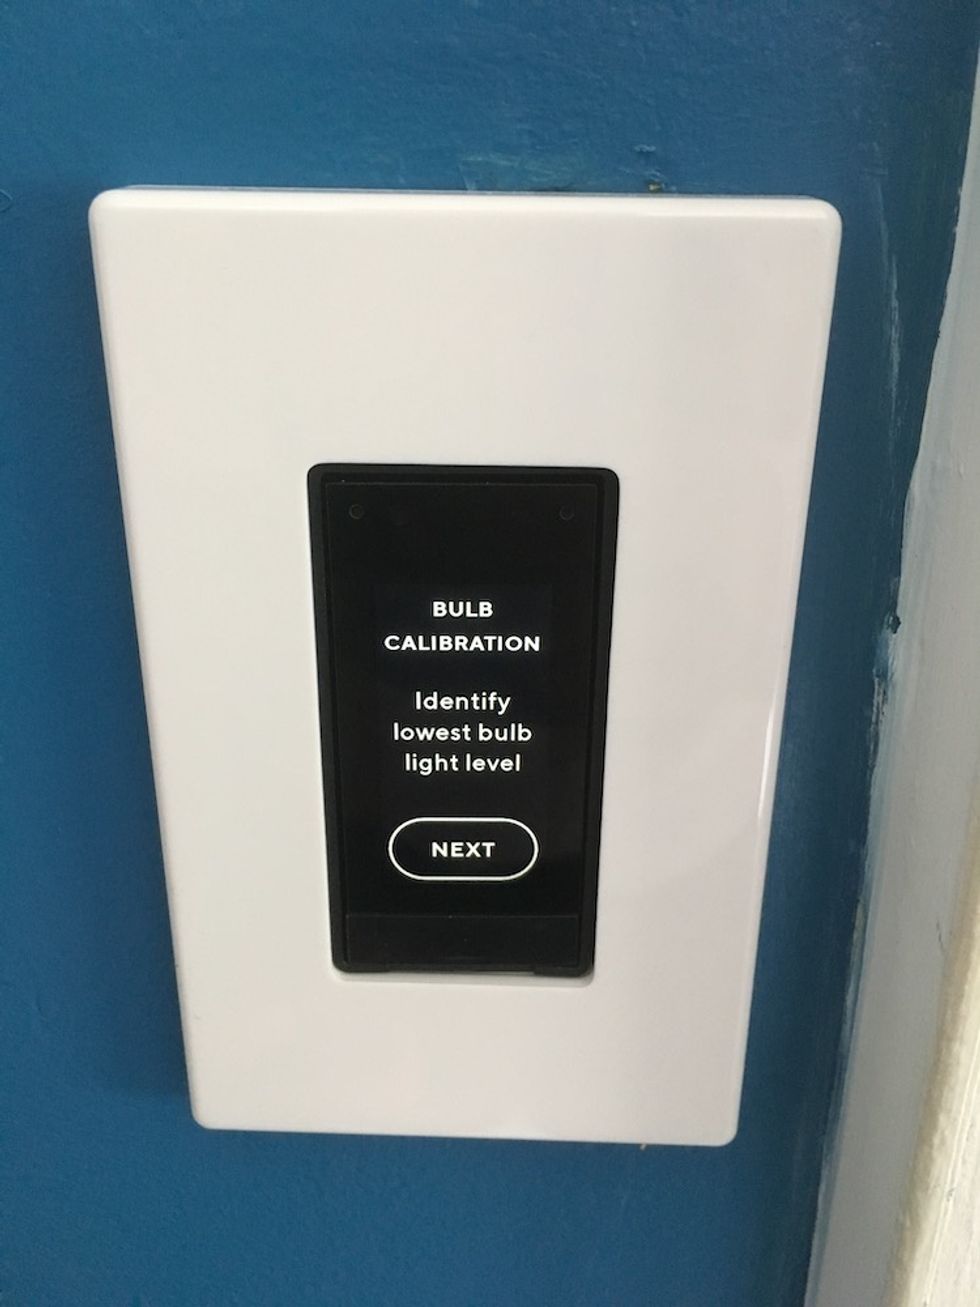 BULB
CALIBRATION
Identify
lowest bulb
light level
NEXT